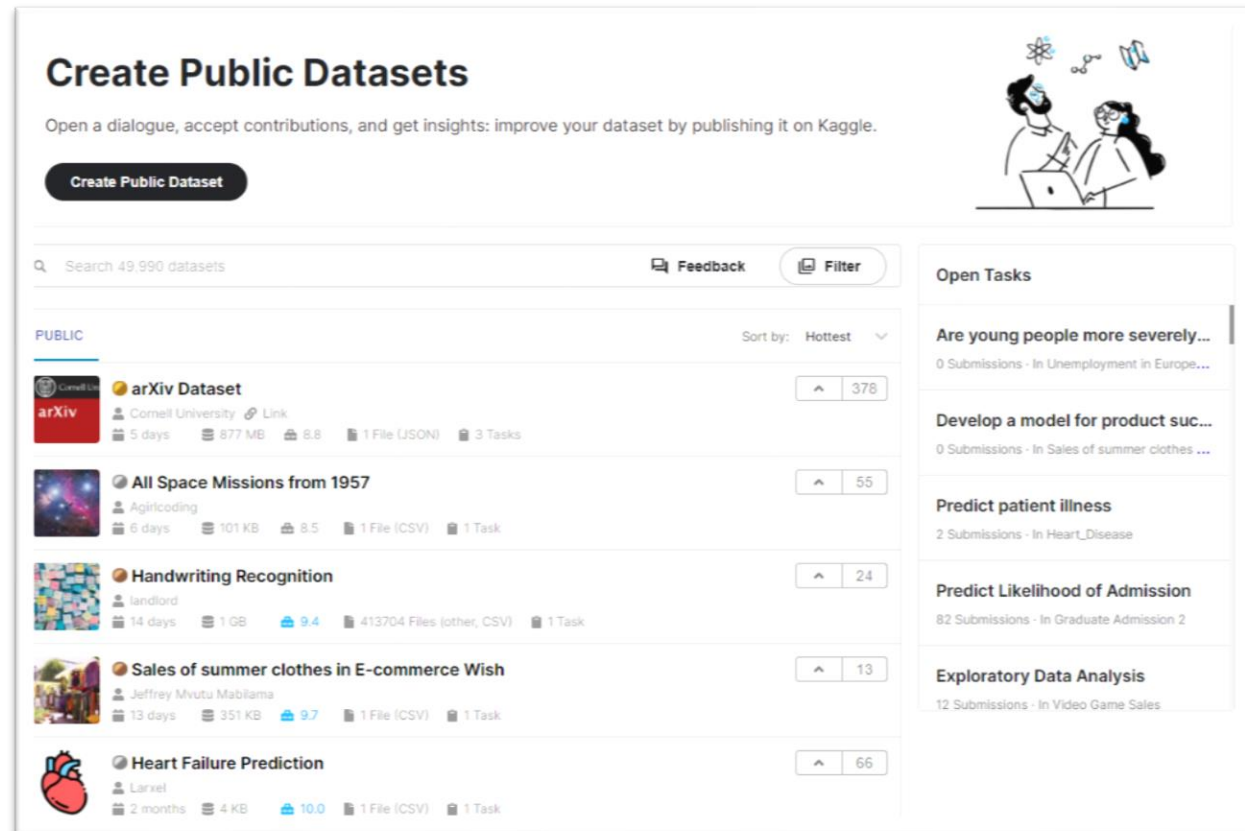 Create Public Datasets
Open a dialogue, accept contributions, and get insights: improve your dataset by publishing it on Kaggle.
Create Public Dataset
Search 49,990 datasets
Feedback
Filter
PUBLIC
Sort by: Hottest
Cornell Un
arXiv
arXiv Dataset
378
Cornell University Link
5 days 877 MB 8.8 1 File (JSON) 3 Tasks
All Space Missions from 1957
55
Agirlcoding
6 days 101 KB 8.5 1 File (CSV) 1 Task
Handwriting Recognition
24
landlord
14 days 1 GB 9.4 413704 Files (other, CSV) 1 Task
Sales of summer clothes in E-commerce Wish
13
Jeffrey Mvutu Mabilama
13 days 351 KB 9.7 1 File (CSV) 1 Task
Heart Failure Prediction
66
Larxel
2 months 4 KB 10.0 1 File (CSV) 1 Task
Open Tasks
Are young people more severely...
0 Submissions · In Unemployment in Europe...
Develop a model for product suc...
0 Submissions · In Sales of summer clothes ...
Predict patient illness
2 Submissions · In Heart_Disease
Predict Likelihood of Admission
82 Submissions · In Graduate Admission 2
Exploratory Data Analysis
12 Submissions · In Video Game Sales